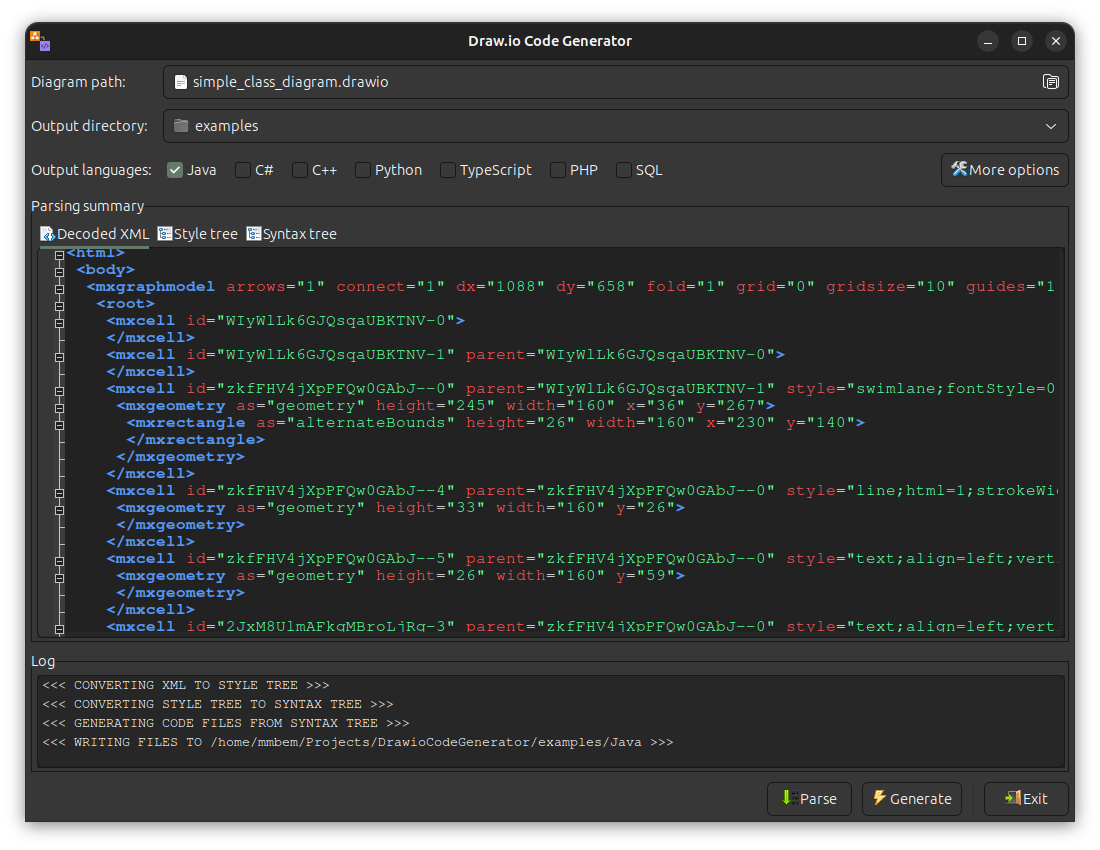 Draw.io Code Generator
Diagram path: simple_class_diagram.drawio
Output directory: examples
Output languages: Java C# C++ Python TypeScript PHP SQL More options
Parsing summary
Decoded XML Style tree Syntax tree
<html>
<body>
<mxgraphmodel arrows="1" connect="1" dx="1088" dy="658" fold="1" grid="0" gridsize="10" guides="1
<root>
<mxcell id="WIyWlLk6GJQsqaUBKTNV-0">
</mxcell>
<mxcell id="WIyWlLk6GJQsqaUBKTNV-1" parent="WIyWlLk6GJQsqaUBKTNV-0">
</mxcell>
<mxcell id="zkfFHV4jXpPFQw0GAbJ--0" parent="WIyWlLk6GJQsqaUBKTNV-1" style="swimlane;fontStyle=0
<mxgeometry as="geometry" height="245" width="160" x="36" y="267">
<mxrectangle as="alternateBounds" height="26" width="160" x="230" y="140">
</mxrectangle>
</mxgeometry>
</mxcell>
<mxcell id="zkfFHV4jXpPFQw0GAbJ--4" parent="zkfFHV4jXpPFQw0GAbJ--0" style="line;html=1;strokeWi
<mxgeometry as="geometry" height="33" width="160" y="26">
</mxgeometry>
</mxcell>
<mxcell id="zkfFHV4jXpPFQw0GAbJ--5" parent="zkfFHV4jXpPFQw0GAbJ--0" style="text;align=left;vert
<mxgeometry as="geometry" height="26" width="160" y="59">
</mxgeometry>
</mxcell>
<mxcell id="2JxM8UlmAFkgMBroLjRg-3" parent="zkfFHV4jXpPFQw0GAbJ--0" style="text;align=left;vert
Log
<<< CONVERTING XML TO STYLE TREE >>>
<<< CONVERTING STYLE TREE TO SYNTAX TREE >>>
<<< GENERATING CODE FILES FROM SYNTAX TREE >>>
<<< WRITING FILES TO /home/mmbem/Projects/DrawioCodeGenerator/examples/Java >>>
Parse Generate Exit